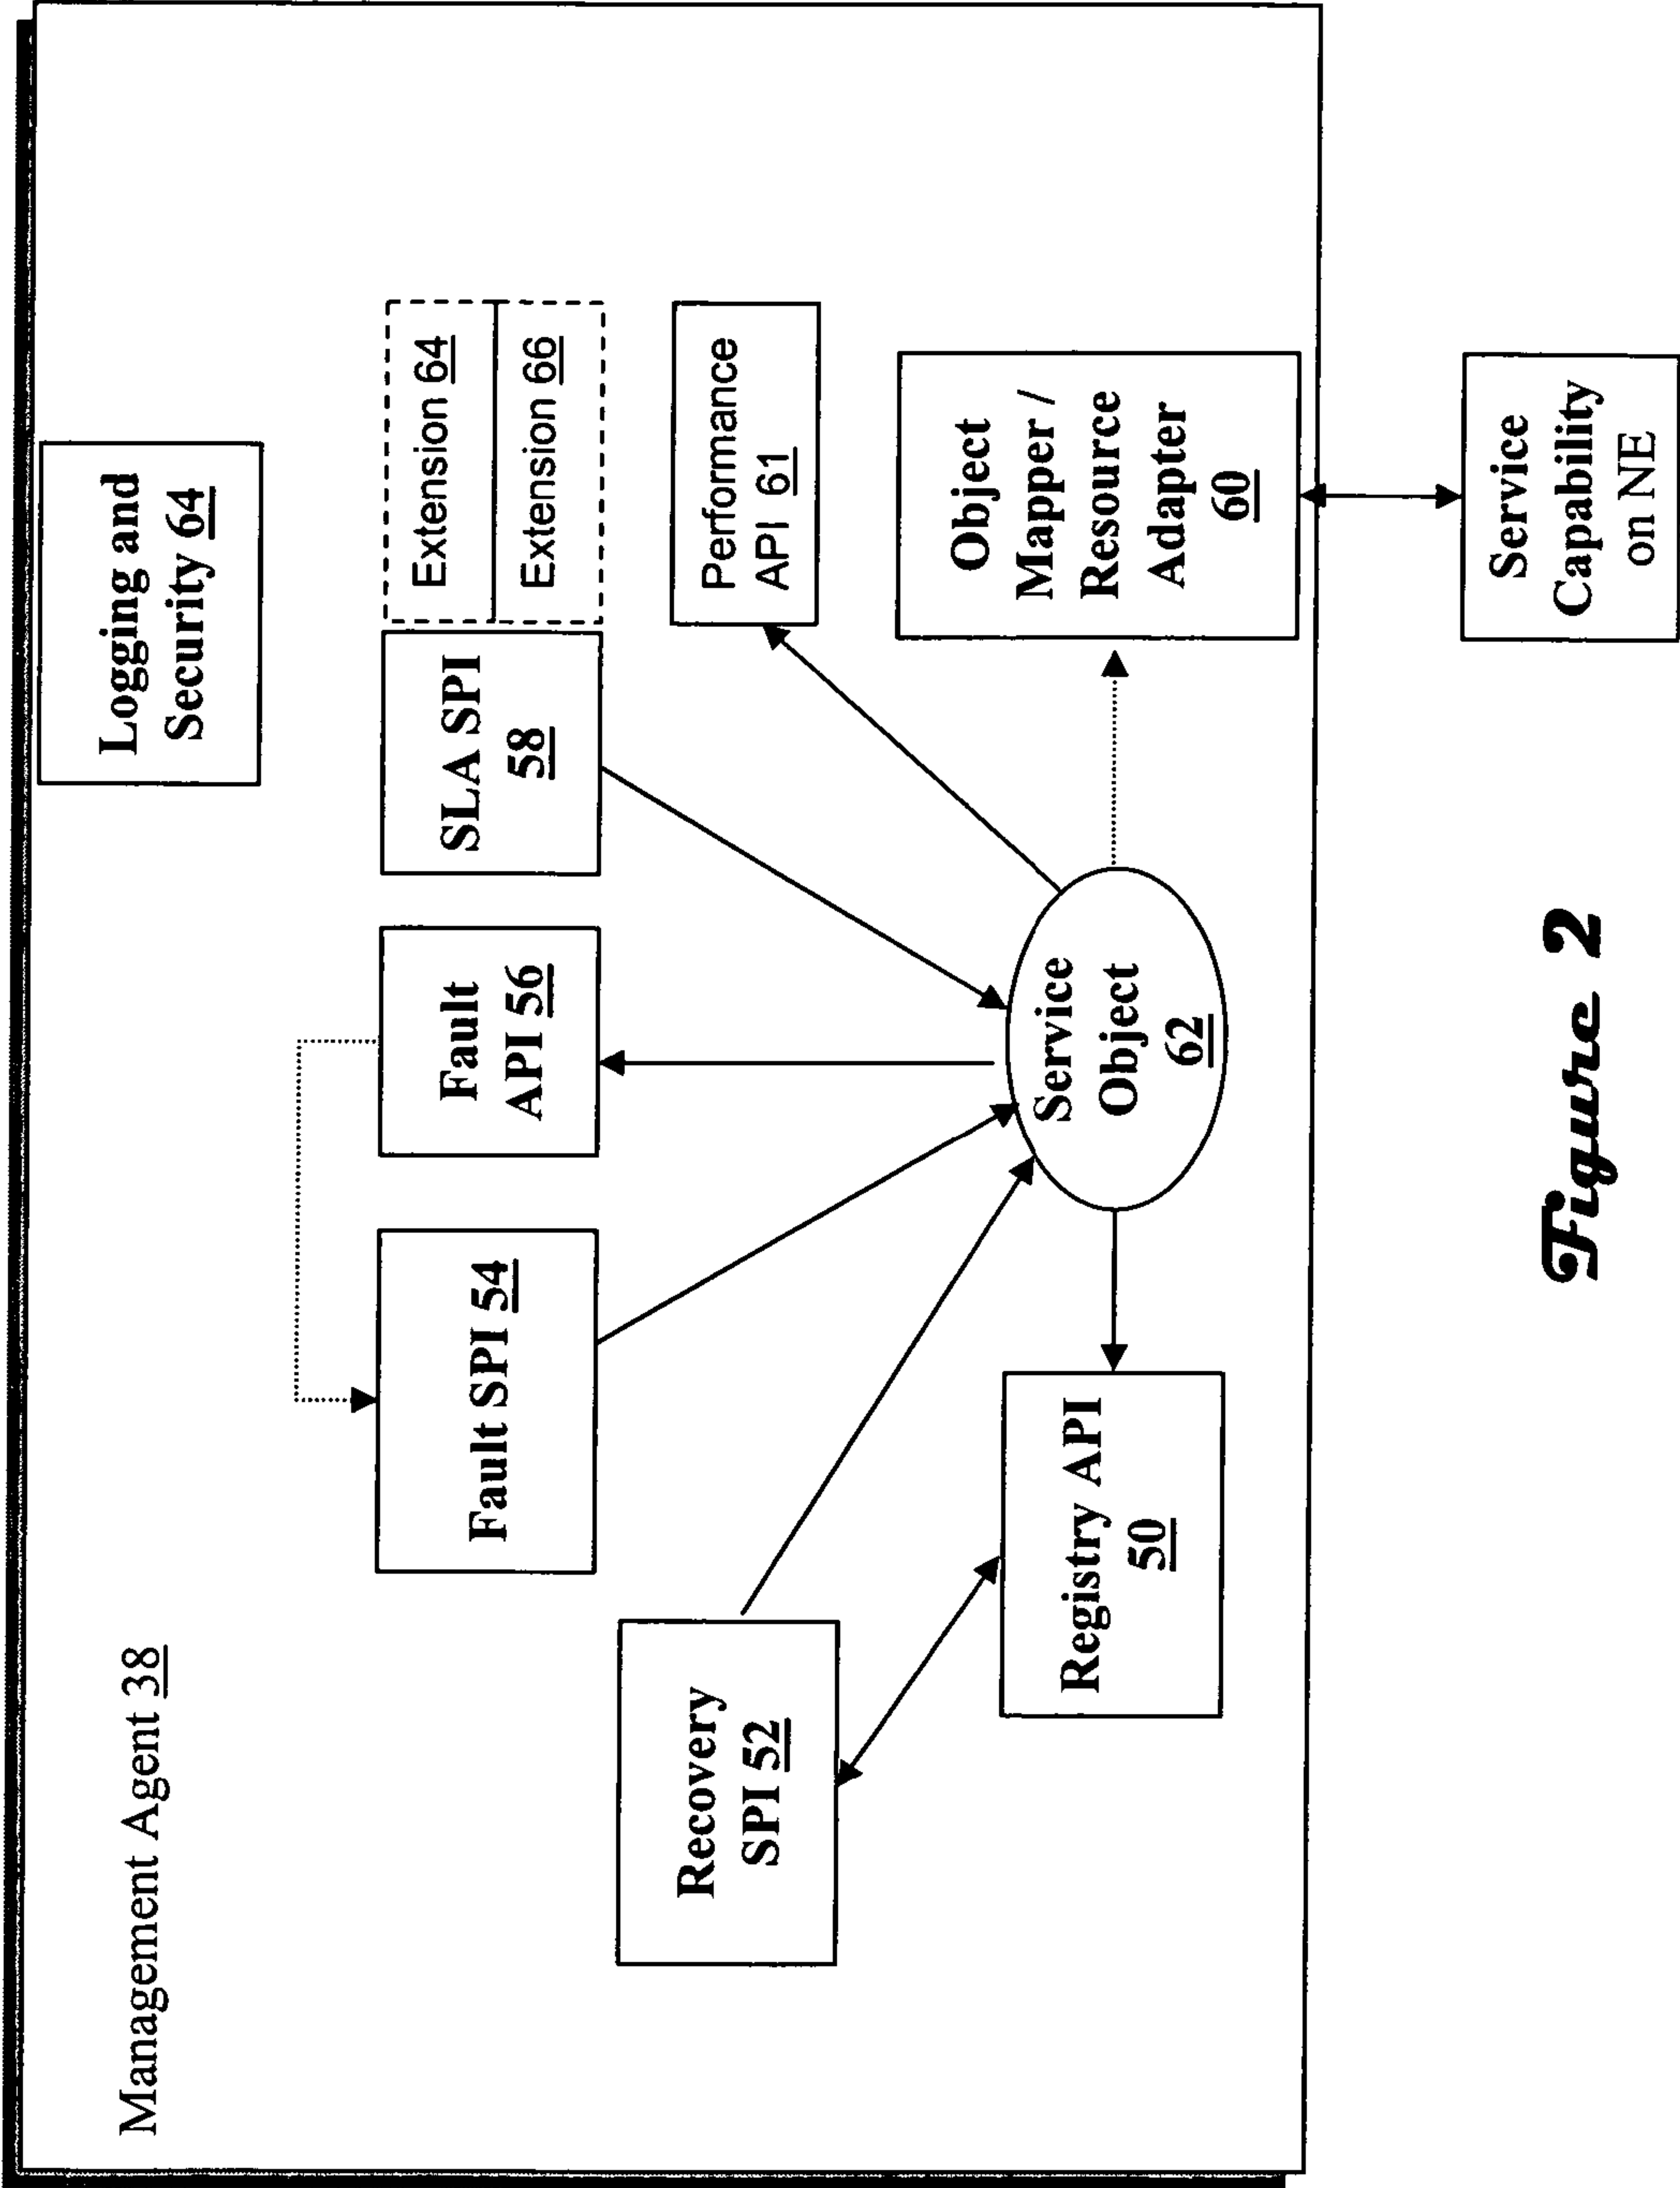 Management Agent 38
Logging and
Security 64
Fault SPI 54
Fault
API 56
SLA SPI
58
Extension 64
Extension 66
Recovery
SPI 52
Performance
API 61
Registry API
50
Service
Object
62
Object
Mapper /
Resource
Adapter
60
Service
Capability
on NE
Figure 2